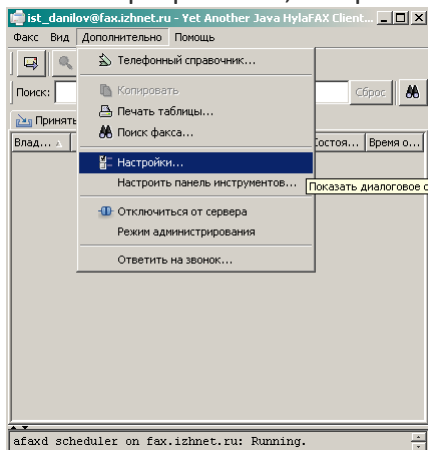 ist_danilov@fax.izhnet.ru - Yet Another Java HylaFAX Client...
Факс Вид Дополнительно Помощь
Телефонный справочник...
Копировать
Поиск: Сброс
Печать таблицы...
Принять
Поиск факса...
Влад... Состоя... Время о...
Настройки...
Настроить панель инструментов...
Показать диалоговое о
Отключиться от сервера
Режим администрирования
Ответить на звонок...
afaxd scheduler on fax.izhnet.ru: Running.